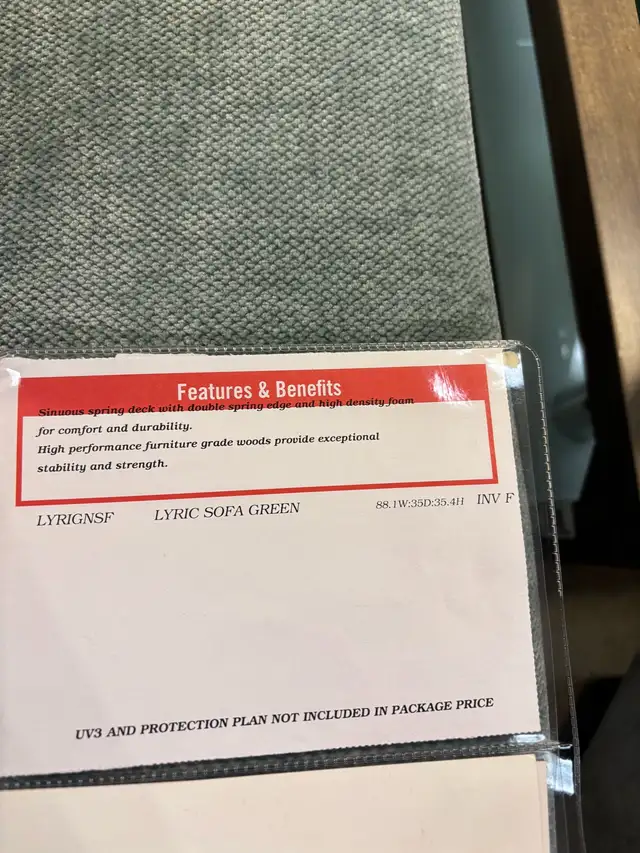 Features & Benefits
Sinuous spring deck with double spring edge and high density foam
for comfort and durability.
High performance furniture grade woods provide exceptional
stability and strength.
LYRIGNSF LYRIC SOFA GREEN 88.1W:35D:35.4H INV F
UV3 AND PROTECTION PLAN NOT INCLUDED IN PACKAGE PRICE